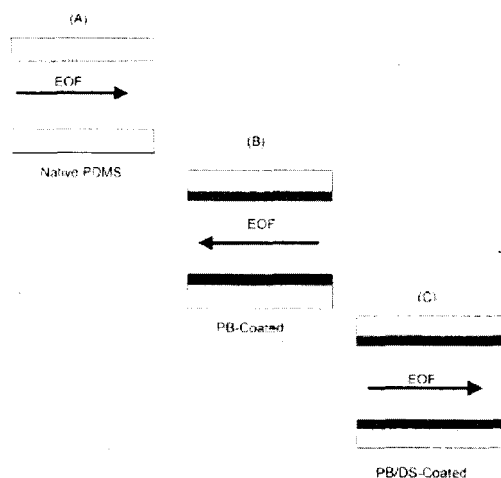 (A)
EOF
Native PDMS
(B)
EOF
PB-Coated
(C)
EOF
PB/DS-Coated